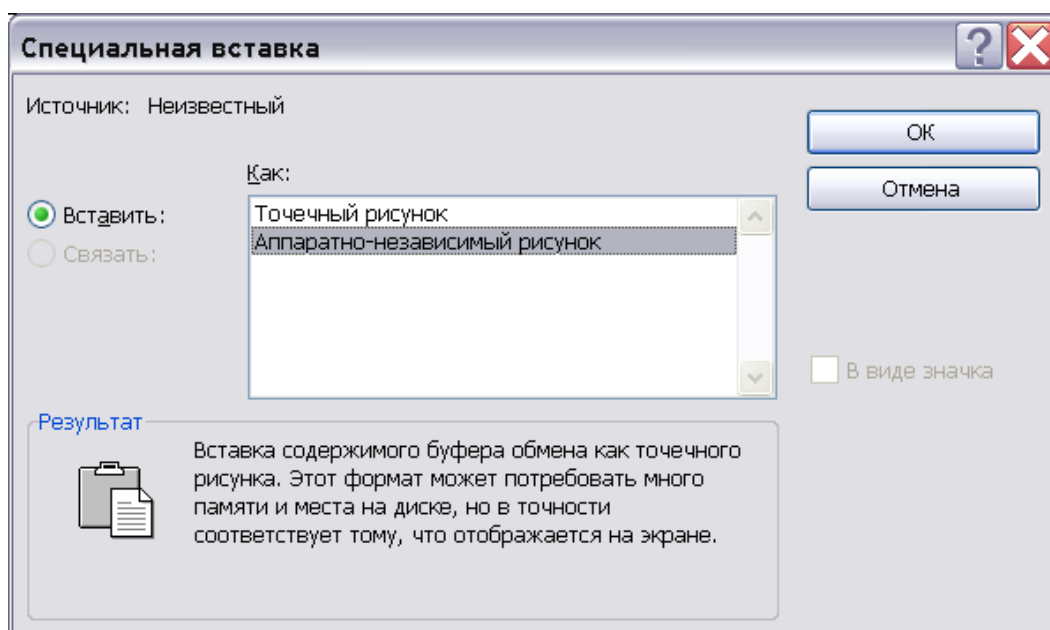 Специальная вставка
Источник: Неизвестный
ОК
Как:
Отмена
Вставить:
Точечный рисунок
Аппаратно-независимый рисунок
Связать:
В виде значка
Результат
Вставка содержимого буфера обмена как точечного
рисунка. Этот формат может потребовать много
памяти и места на диске, но в точности
соответствует тому, что отображается на экране.